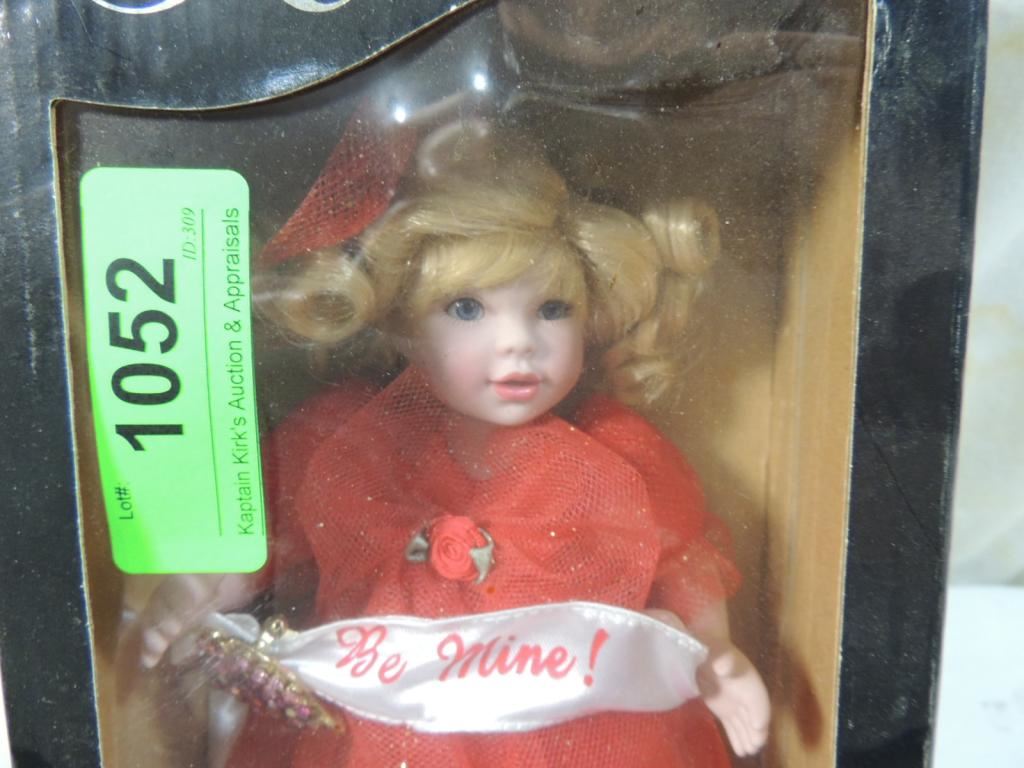 Lot#:
1052
ID:309
Kaptain Kirk's Auction & Appraisals
Be Mine!